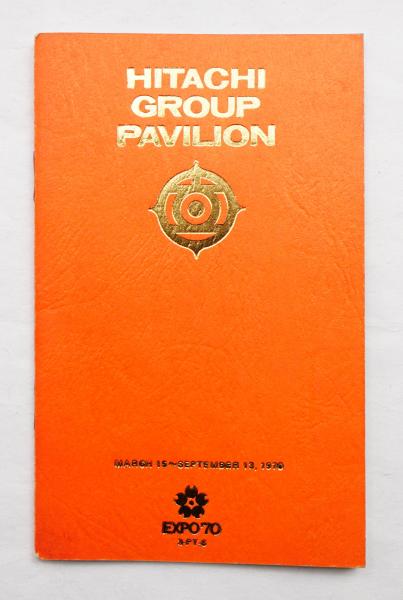 HITACHI
GROUP
PAVILION
MARCH 15~SEPTEMBER 13, 1970
EXPO'70